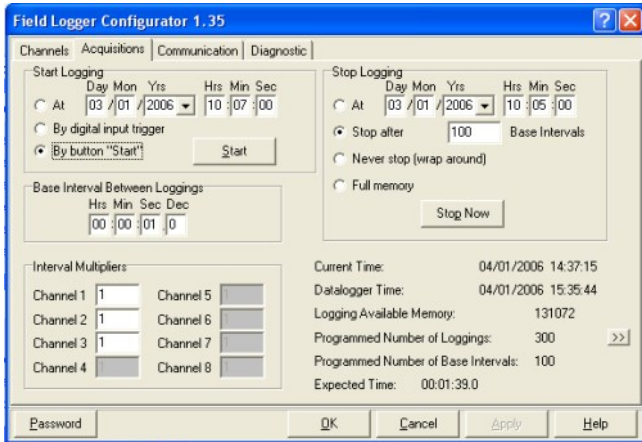 Field Logger Configurator 1.35
Channels Acquisitions Communication Diagnostic
Start Logging
Day Mon Yrs Hrs Min Sec
At 03 / 01 / 2006 10 : 07 : 00
By digital input trigger
By button "Start" Start
Stop Logging
Day Mon Yrs Hrs Min Sec
At 03 / 01 / 2006 10 : 05 : 00
Stop after 100 Base Intervals
Never stop (wrap around)
Full memory
Stop Now
Base Interval Between Loggings
Hrs Min Sec Dec
00 : 00 : 01 . 0
Interval Multipliers
Channel 1 1 Channel 5 1
Channel 2 1 Channel 6 1
Channel 3 1 Channel 7 1
Channel 4 1 Channel 8 1
Current Time: 04/01/2006 14:37:15
Datalogger Time: 04/01/2006 15:35:44
Logging Available Memory: 131072
Programmed Number of Loggings: 300 >>
Programmed Number of Base Intervals: 100
Expected Time: 00:01:39.0
Password OK Cancel Apply Help